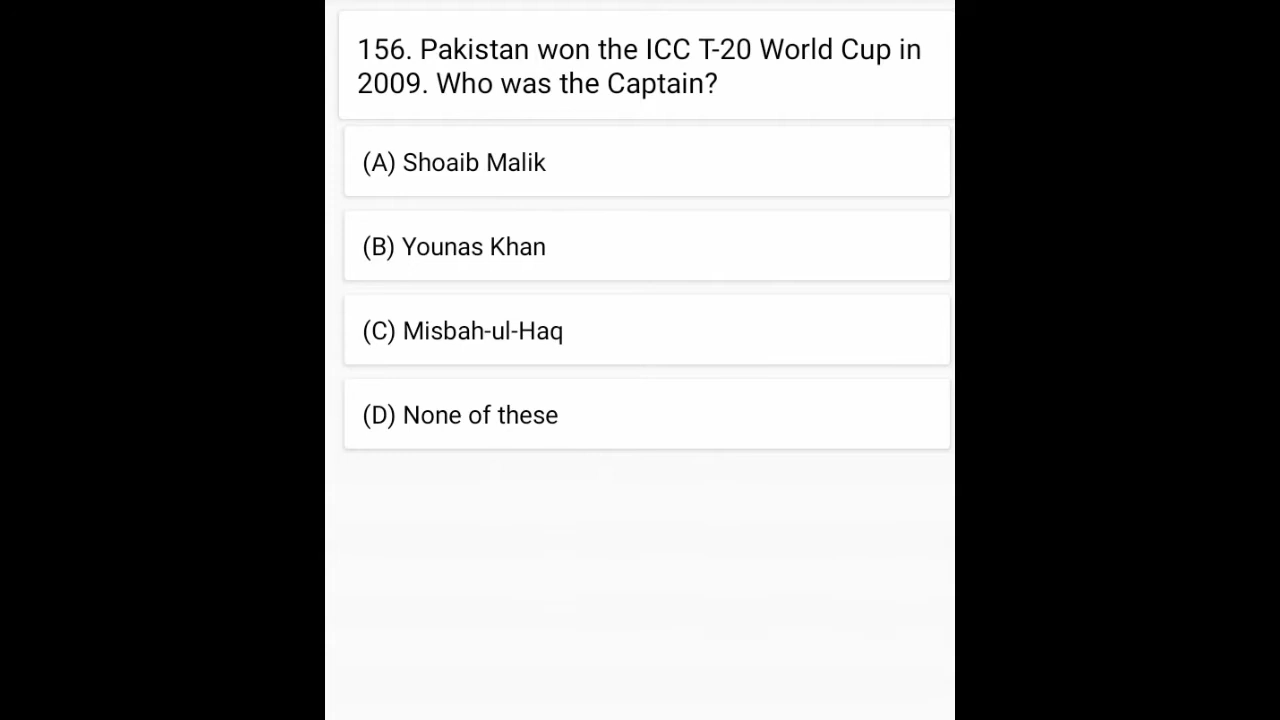 156. Pakistan won the ICC T-20 World Cup in
2009. Who was the Captain?
(A) Shoaib Malik
(B) Younas Khan
(C) Misbah-ul-Haq
(D) None of these